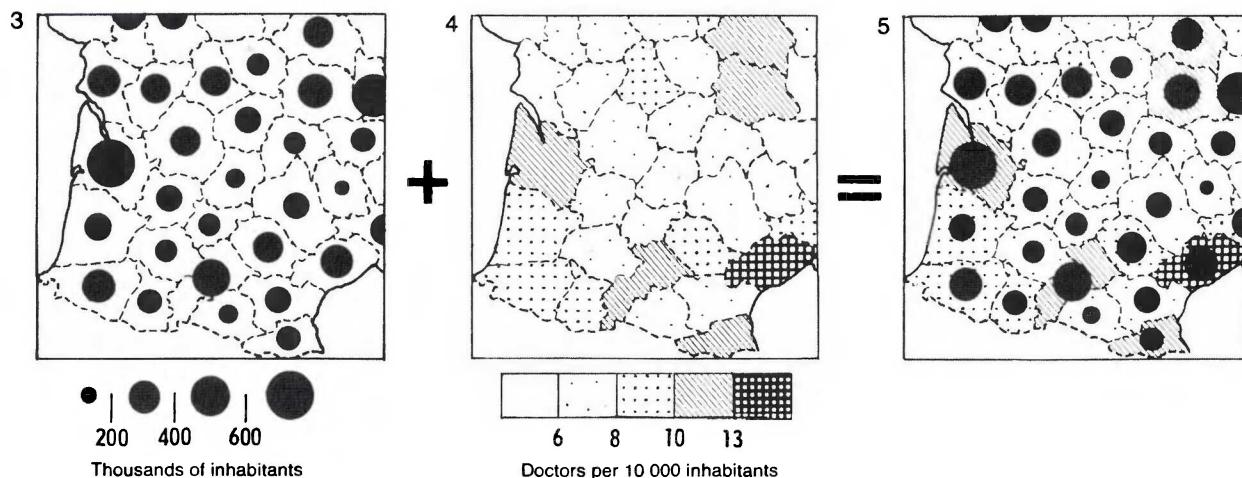 3
4
5
+
=
200 400 600
Thousands of inhabitants
6 8 10 13
Doctors per 10 000 inhabitants